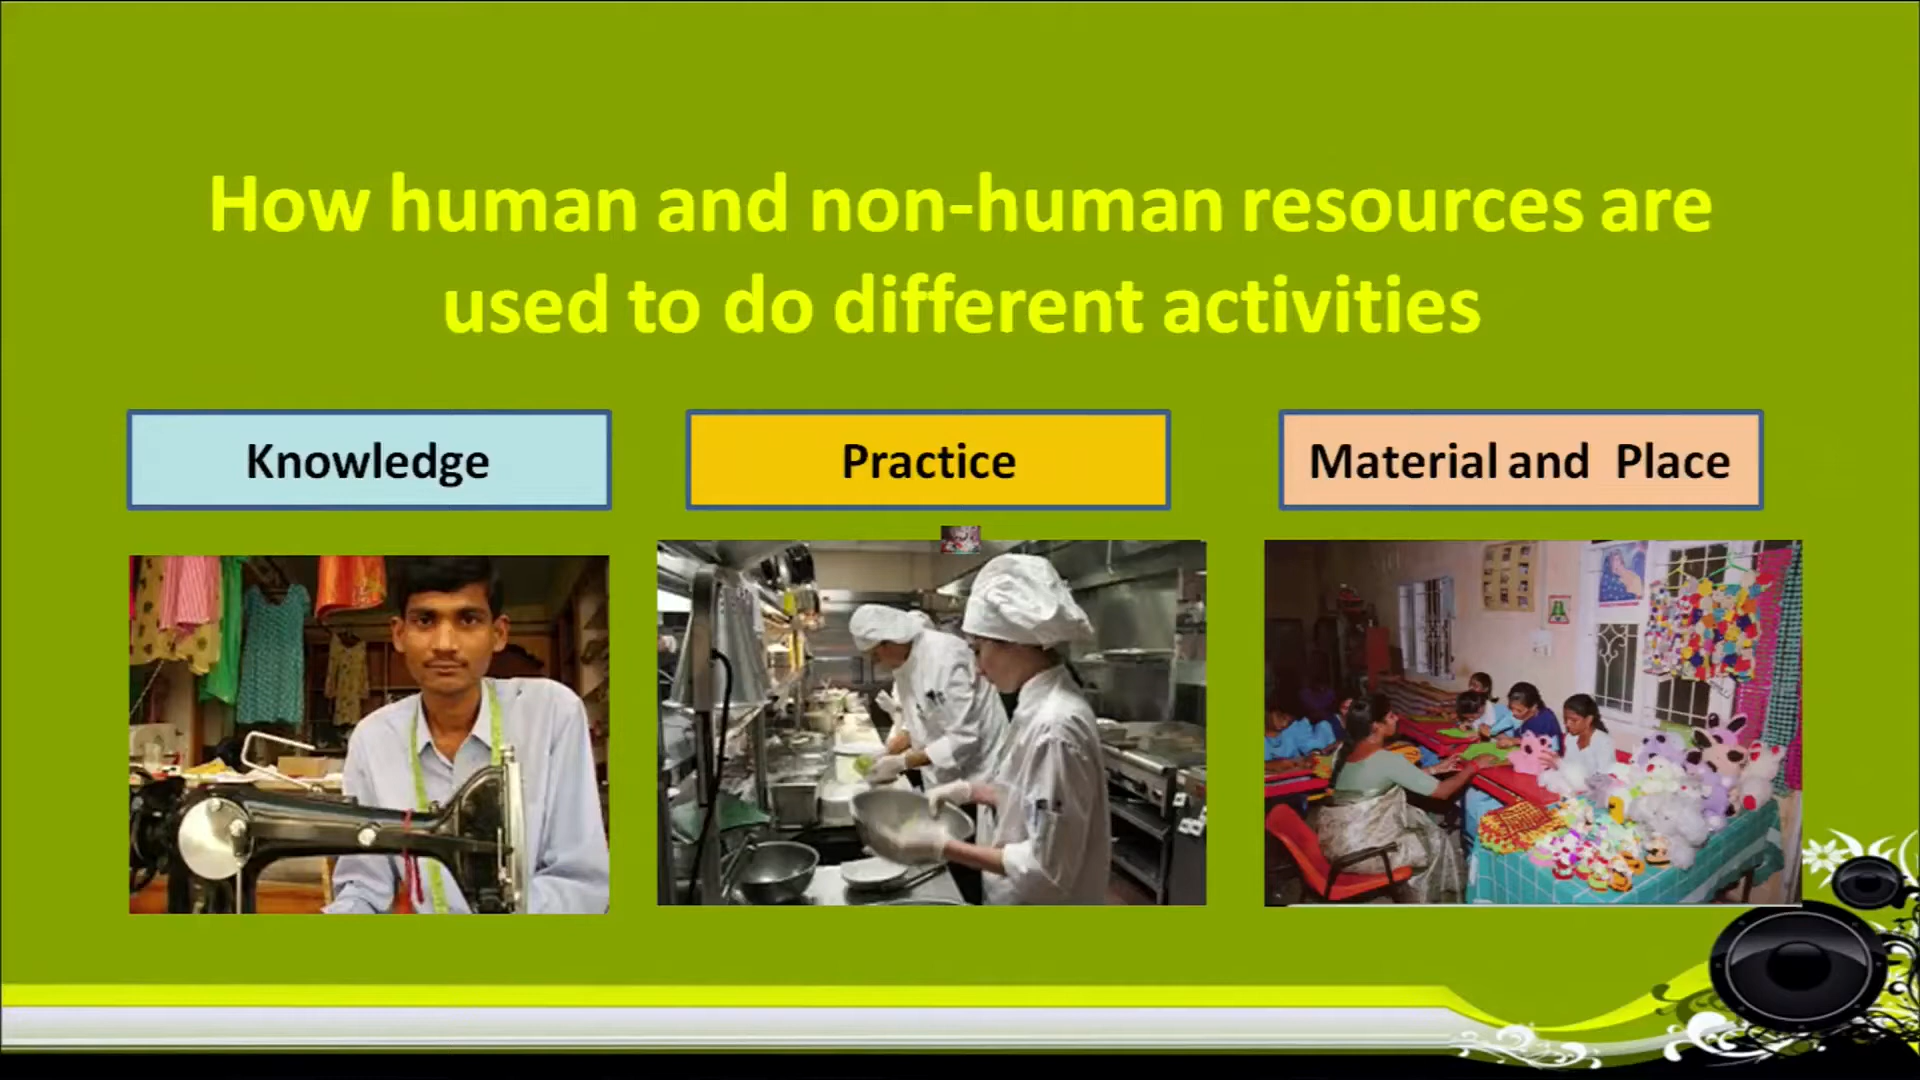 How human and non-human resources are
used to do different activities
Knowledge
Practice
Material and Place